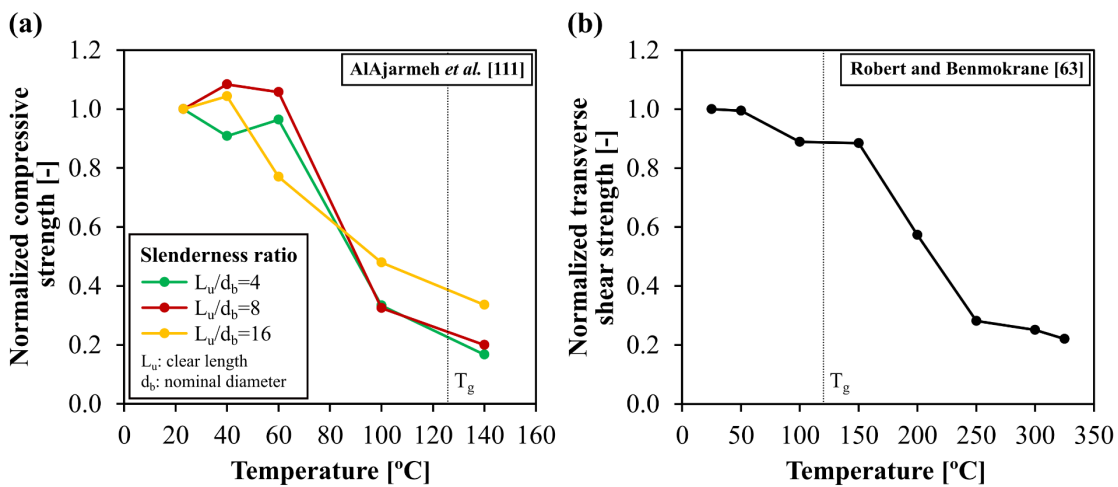 (a)
AlAjarmeh et al. [111]
Normalized compressive
strength [-]
1.2
1.0
0.8
0.6
0.4
0.2
0.0
Slenderness ratio
Lu/db=4
Lu/db=8
Lu/db=16
Lu: clear length
db: nominal diameter
Tg
0 20 40 60 80 100 120 140 160
Temperature [ºC]
(b)
Robert and Benmokrane [63]
Normalized transverse
shear strength [-]
1.2
1.0
0.8
0.6
0.4
0.2
0.0
Tg
0 50 100 150 200 250 300 350
Temperature [ºC]